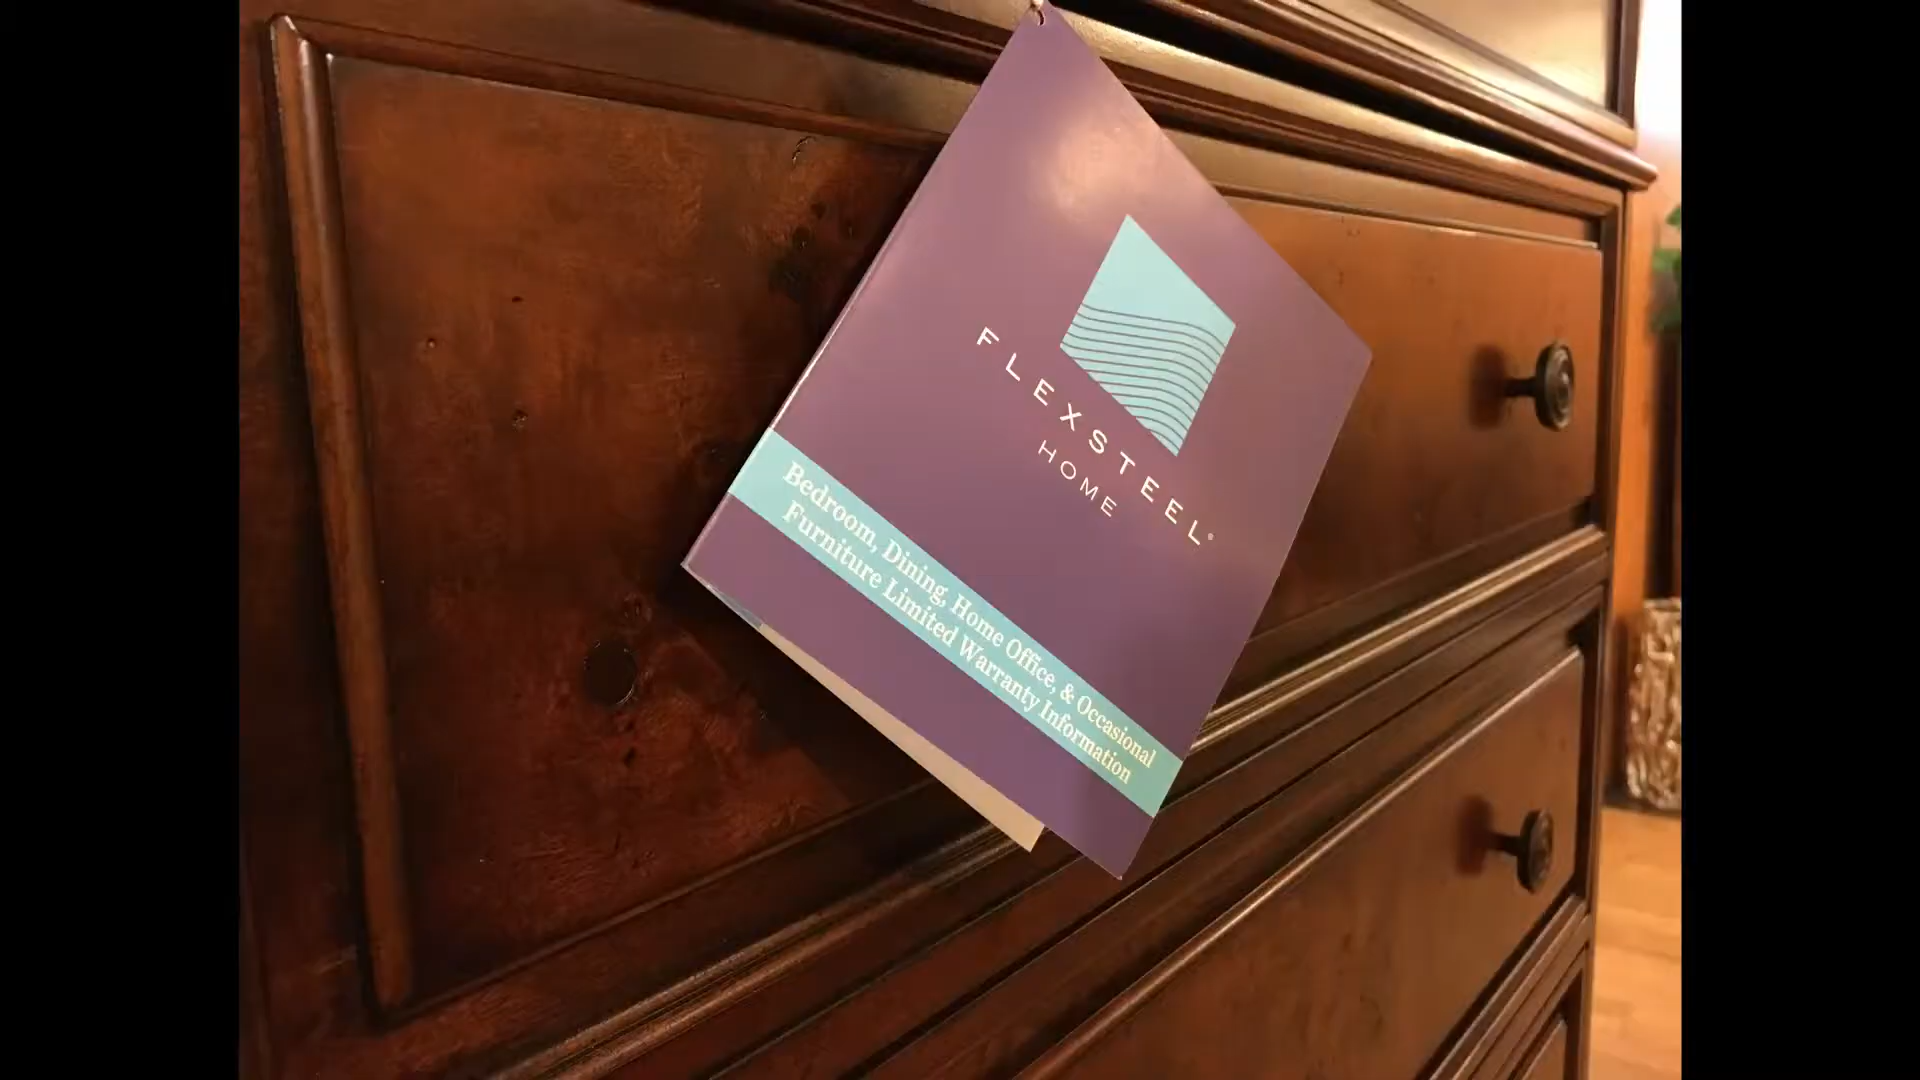 FLEXSTEEL®
HOME
Bedroom, Dining, Home Office, & Occasional
Furniture Limited Warranty Information